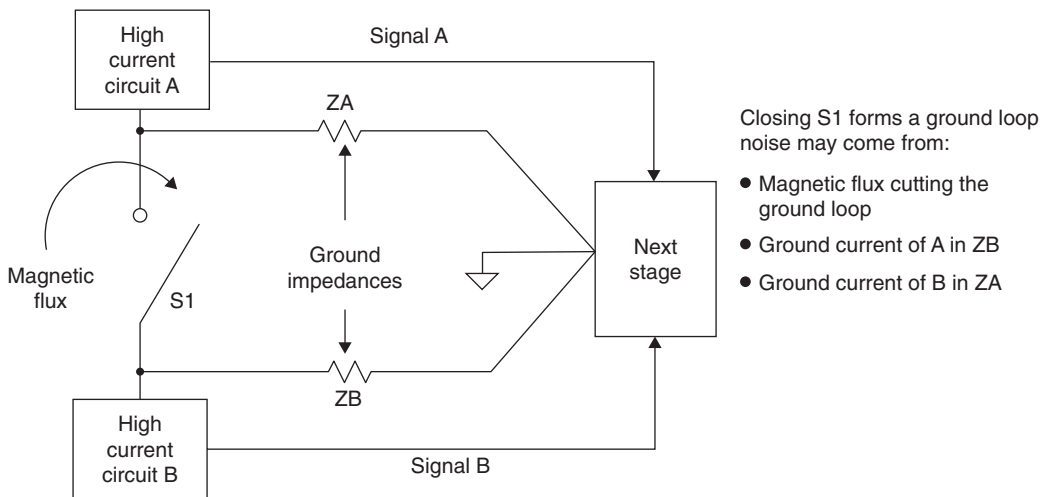 High
current
circuit A
Signal A
ZA
Closing S1 forms a ground loop
noise may come from:
• Magnetic flux cutting the
ground loop
• Ground current of A in ZB
• Ground current of B in ZA
Magnetic
flux
S1
Ground
impedances
Next
stage
ZB
High
current
circuit B
Signal B